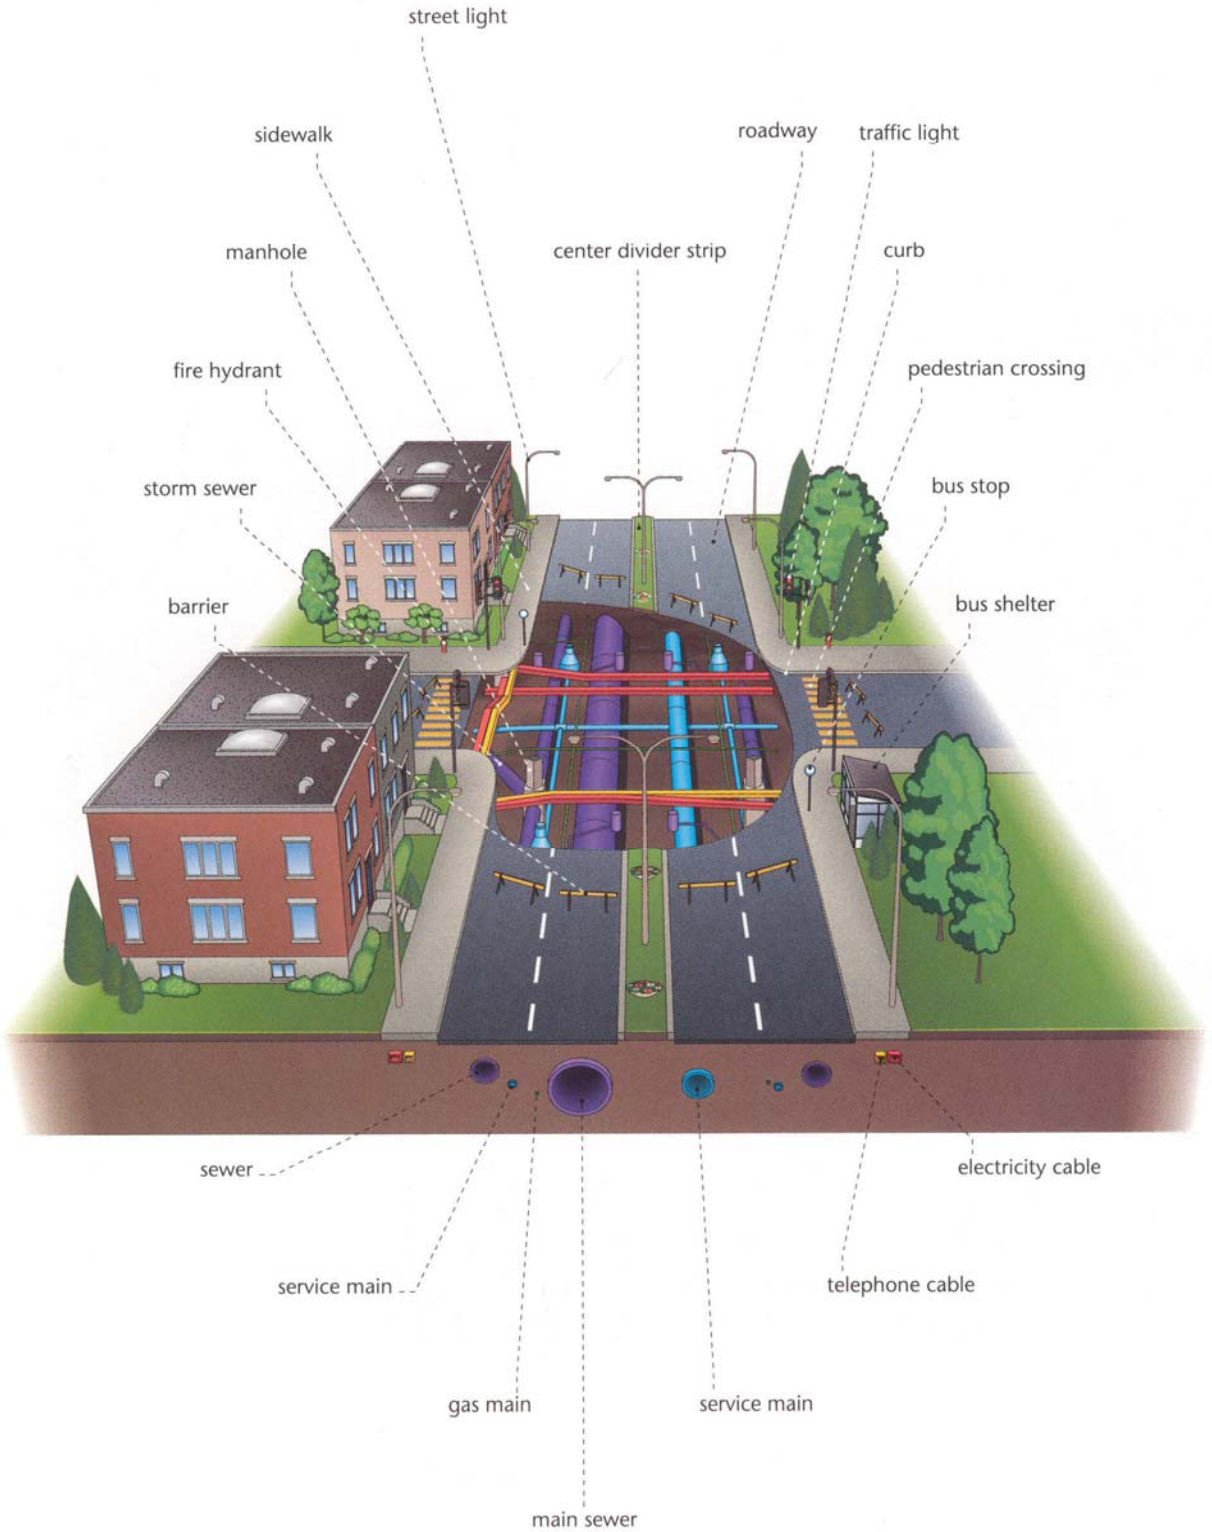 street light
sidewalk
roadway
traffic light
manhole
center divider strip
curb
fire hydrant
pedestrian crossing
storm sewer
bus stop
barrier
bus shelter
sewer
electricity cable
service main
telephone cable
gas main
service main
main sewer